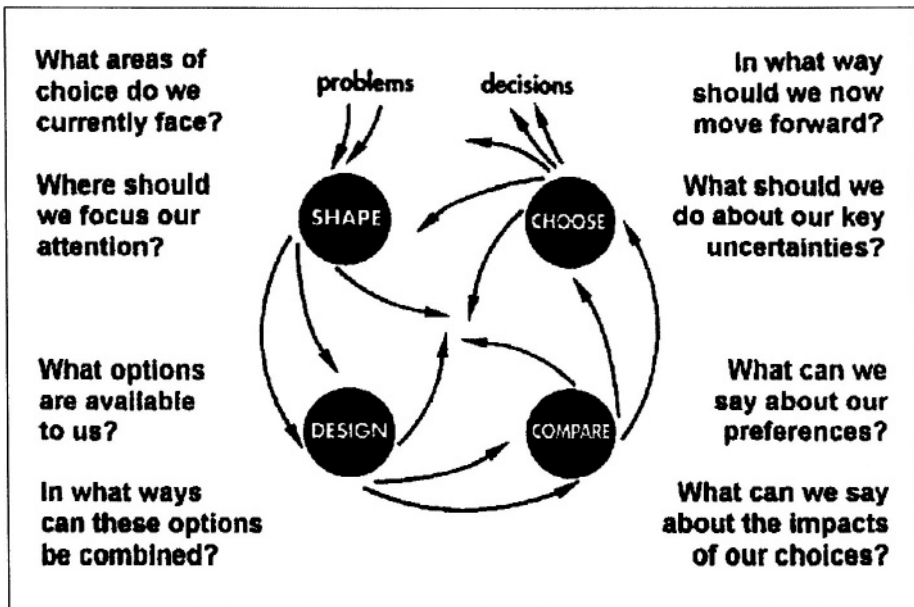 What areas of
choice do we
currently face?
Where should
we focus our
attention?
problems
decisions
In what way
should we now
move forward?
What should we
do about our key
uncertainties?
SHAPE
CHOOSE
What options
are available
to us?
In what ways
can these options
be combined?
DESIGN
COMPARE
What can we
say about our
preferences?
What can we say
about the impacts
of our choices?